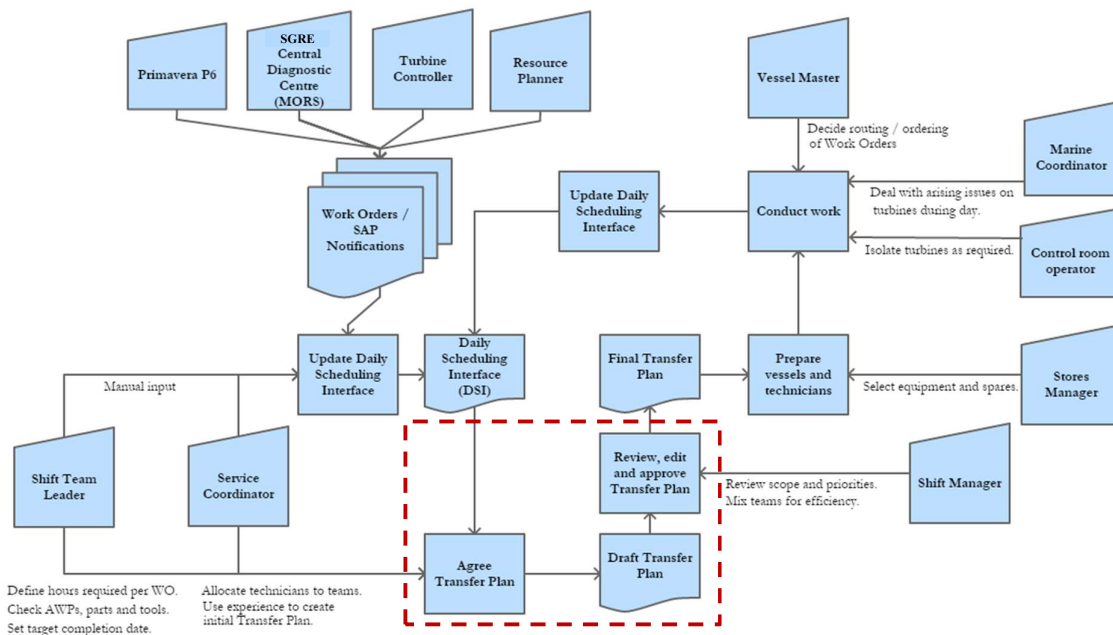 Primavera P6
SGRE
Central
Diagnostic
Centre
(MORS)
Turbine
Controller
Resource
Planner
Vessel Master
Decide routing / ordering
of Work Orders
Marine
Coordinator
Deal with arising issues on
turbines during day.
Update Daily
Scheduling
Interface
Conduct work
Work Orders /
SAP
Notifications
Isolate turbines as required.
Control room
operator
Manual input
Update Daily
Scheduling
Interface
Daily
Scheduling
Interface
(DSI)
Final Transfer
Plan
Prepare
vessels and
technicians
Select equipment and spares.
Stores
Manager
Shift Team
Leader
Service
Coordinator
Review, edit
and approve
Transfer Plan
Review scope and priorities.
Mix teams for efficiency.
Shift Manager
Agree
Transfer Plan
Draft Transfer
Plan
Define hours required per WO.
Check AWPs, parts and tools.
Set target completion date.
Allocate technicians to teams.
Use experience to create
initial Transfer Plan.